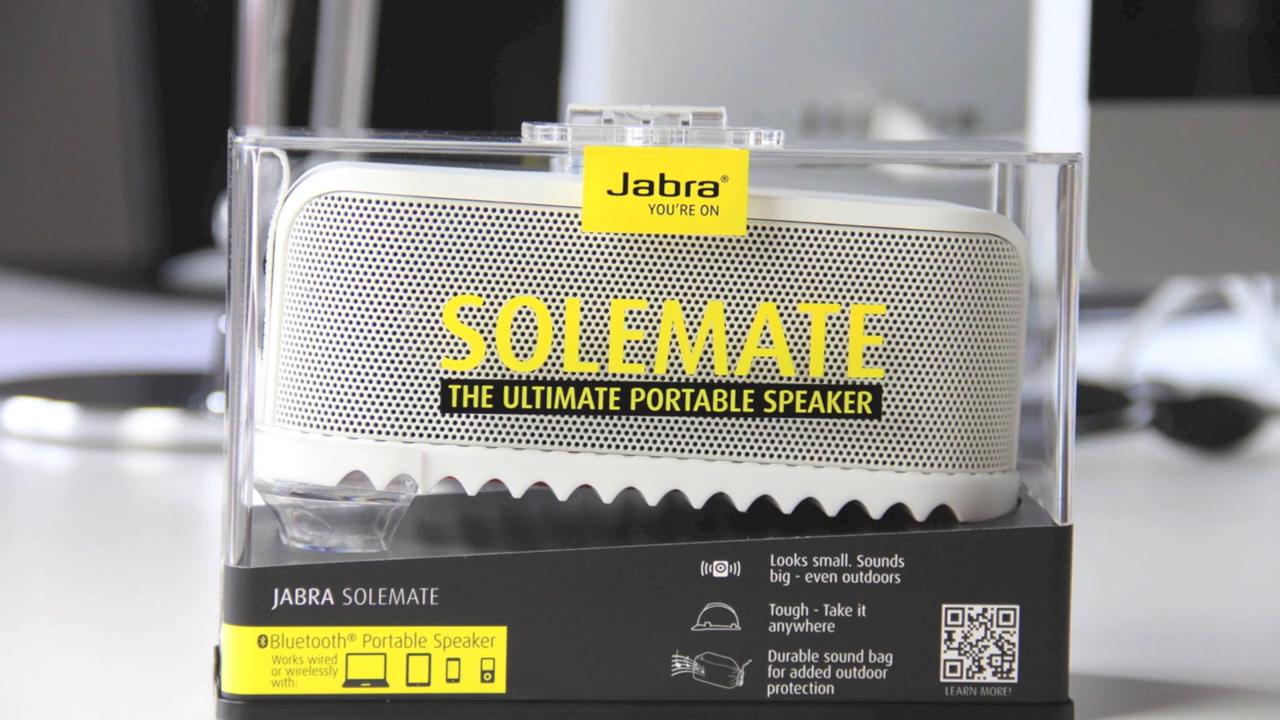 Jabra®
YOU'RE ON
SOLEMATE
THE ULTIMATE PORTABLE SPEAKER
JABRA SOLEMATE
Bluetooth® Portable Speaker
Works wired
or wirelessly
with:
Looks small. Sounds
big - even outdoors
Tough - Take it
anywhere
Durable sound bag
for added outdoor
protection
LEARN MORE!